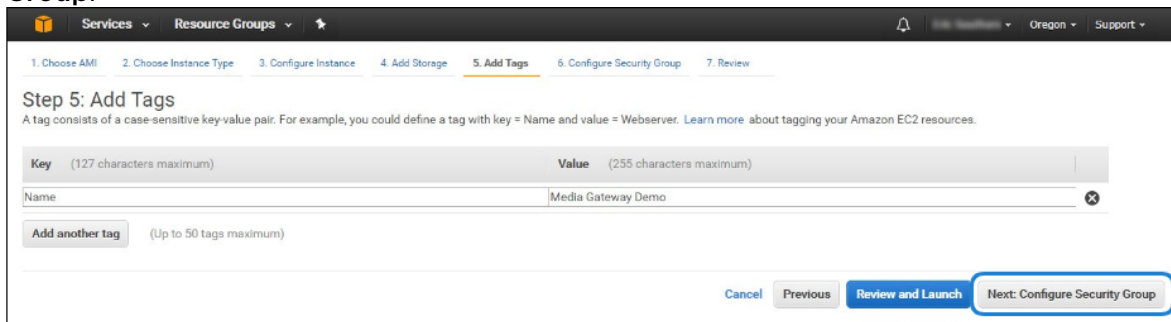 Group.
Services Resource Groups Oregon Support
1. Choose AMI 2. Choose Instance Type 3. Configure Instance 4. Add Storage 5. Add Tags 6. Configure Security Group 7. Review
Step 5: Add Tags
A tag consists of a case-sensitive key-value pair. For example, you could define a tag with key = Name and value = Webserver. Learn more about tagging your Amazon EC2 resources.
Key (127 characters maximum) Value (255 characters maximum)
Name Media Gateway Demo
Add another tag (Up to 50 tags maximum)
Cancel Previous Review and Launch Next: Configure Security Group